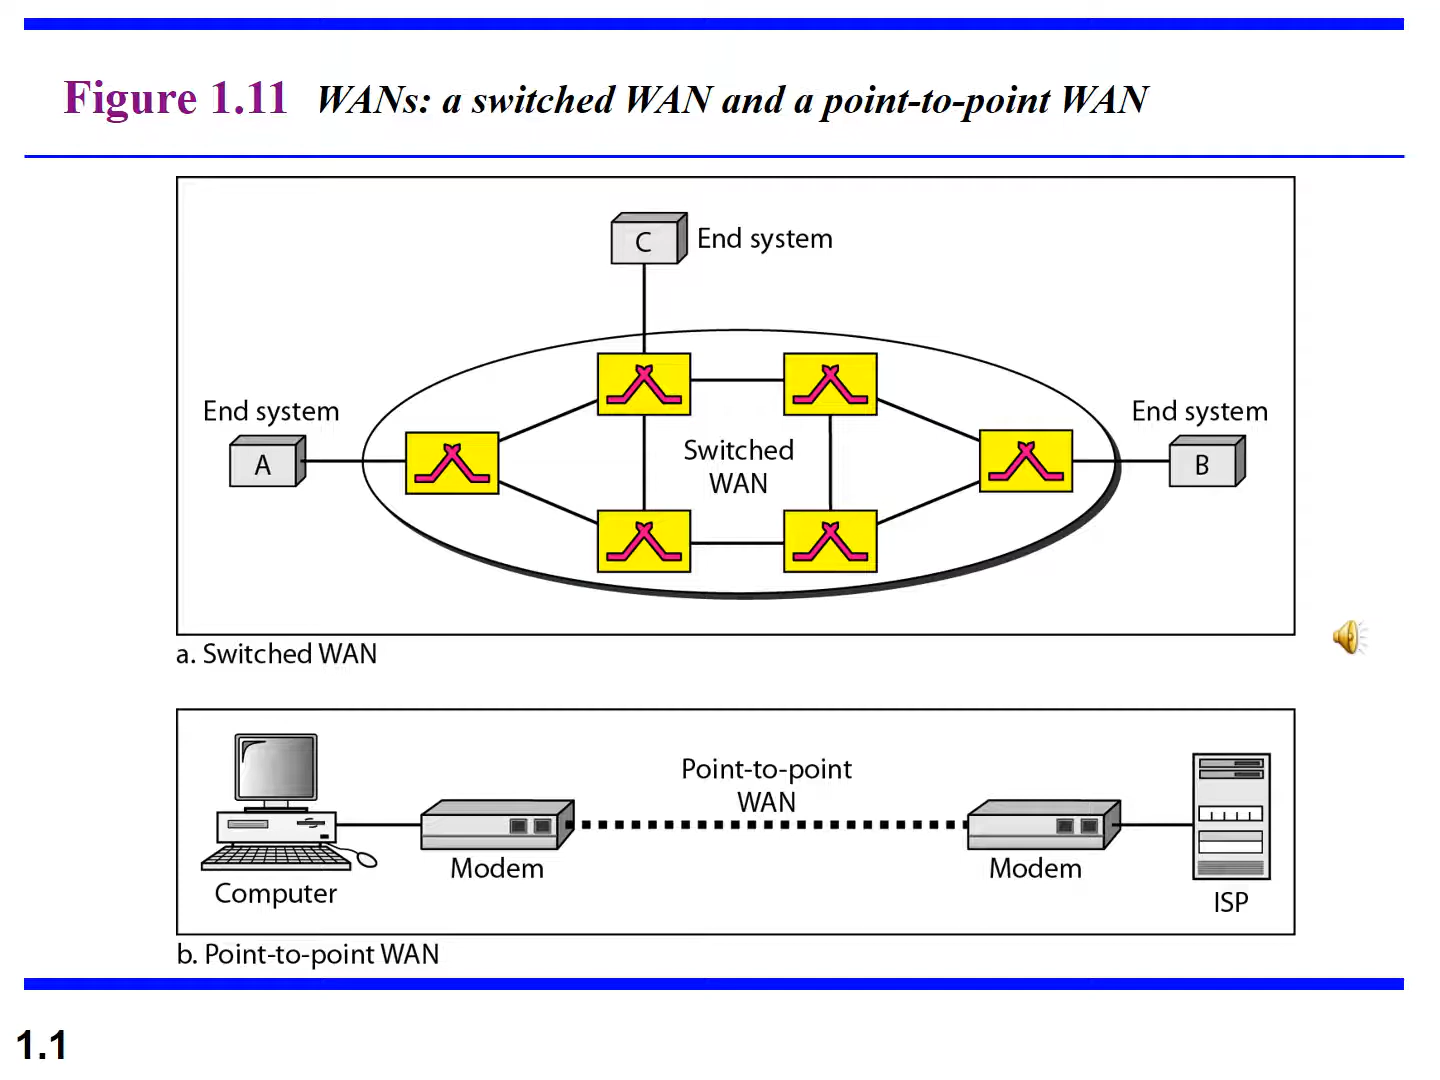 Figure 1.11 WANs: a switched WAN and a point-to-point WAN
C
End system
End system
A
Switched
WAN
End system
B
a. Switched WAN
Point-to-point
WAN
Computer
Modem
Modem
ISP
b. Point-to-point WAN
1.1